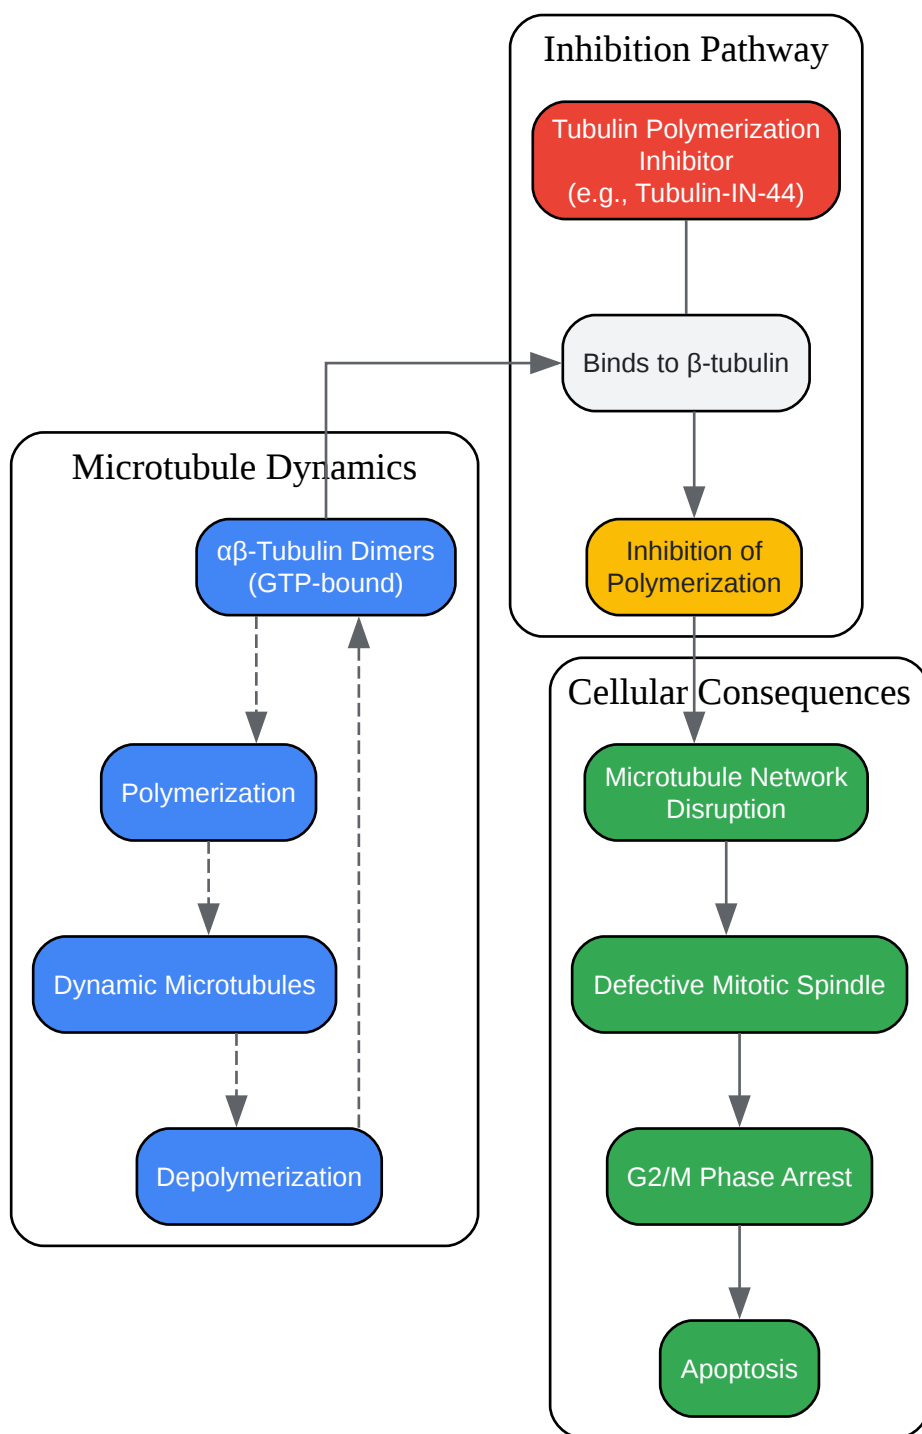 Inhibition Pathway
Tubulin Polymerization
Inhibitor
(e.g., Tubulin-IN-44)
Binds to β-tubulin
Inhibition of
Polymerization
Microtubule Dynamics
αβ-Tubulin Dimers
(GTP-bound)
Polymerization
Dynamic Microtubules
Depolymerization
Cellular Consequences
Microtubule Network
Disruption
Defective Mitotic Spindle
G2/M Phase Arrest
Apoptosis